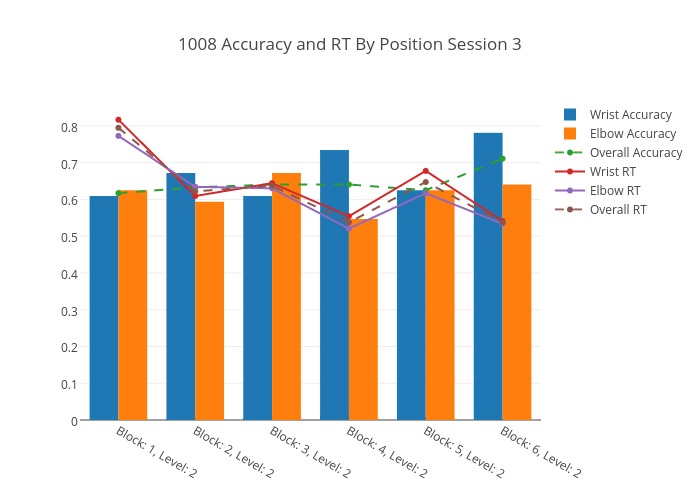 1008 Accuracy and RT By Position Session 3
Wrist Accuracy
Elbow Accuracy
Overall Accuracy
Wrist RT
Elbow RT
Overall RT
0.8
0.7
0.6
0.5
0.4
0.3
0.2
0.1
0
Block: 1, Level: 2
Block: 2, Level: 2
Block: 3, Level: 2
Block: 4, Level: 2
Block: 5, Level: 2
Block: 6, Level: 2